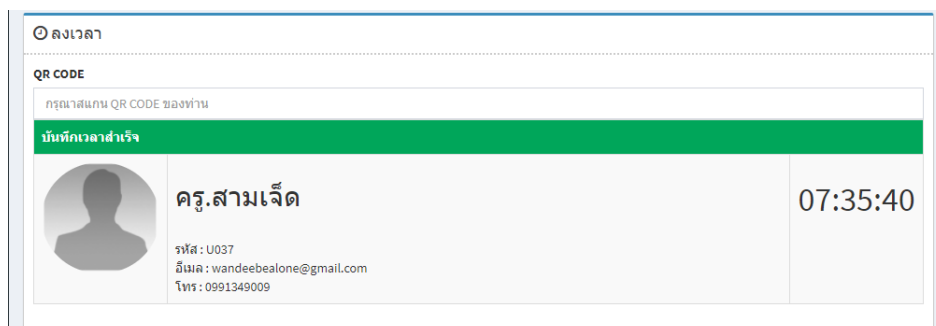 ลงเวลา
QR CODE
กรุณาสแกน QR CODE ของท่าน
บันทึกเวลาสำเร็จ
ครู.สามเจ็ด
07:35:40
รหัส : U037
อีเมล : wandeebealone@gmail.com
โทร : 0991349009